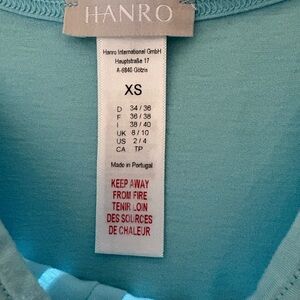 HANRO
Hanro International GmbH
Hauptstraße 17
A-6840 Götzis
XS
D 34 / 36
F 36 / 38
I 38 / 40
UK 8 / 10
US 2 / 4
CA TP
Made in Portugal
KEEP AWAY
FROM FIRE
TENIR LOIN
DES SOURCES
DE CHALEUR